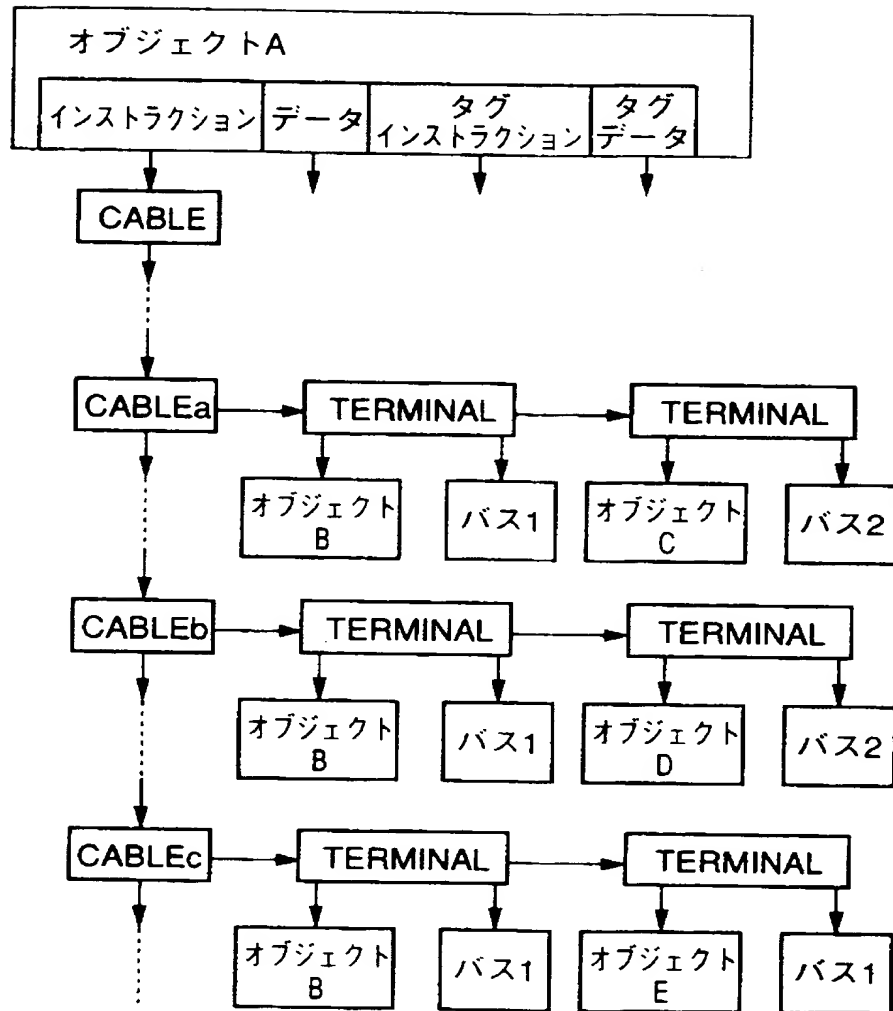 オブジェクトA
インストラクション
データ
タグ
インストラクション
タグ
データ
CABLE
CABLEa
TERMINAL
TERMINAL
オブジェクト
B
バス1
オブジェクト
C
バス2
CABLEb
TERMINAL
TERMINAL
オブジェクト
B
バス1
オブジェクト
D
バス2
CABLEc
TERMINAL
TERMINAL
オブジェクト
B
バス1
オブジェクト
E
バス1